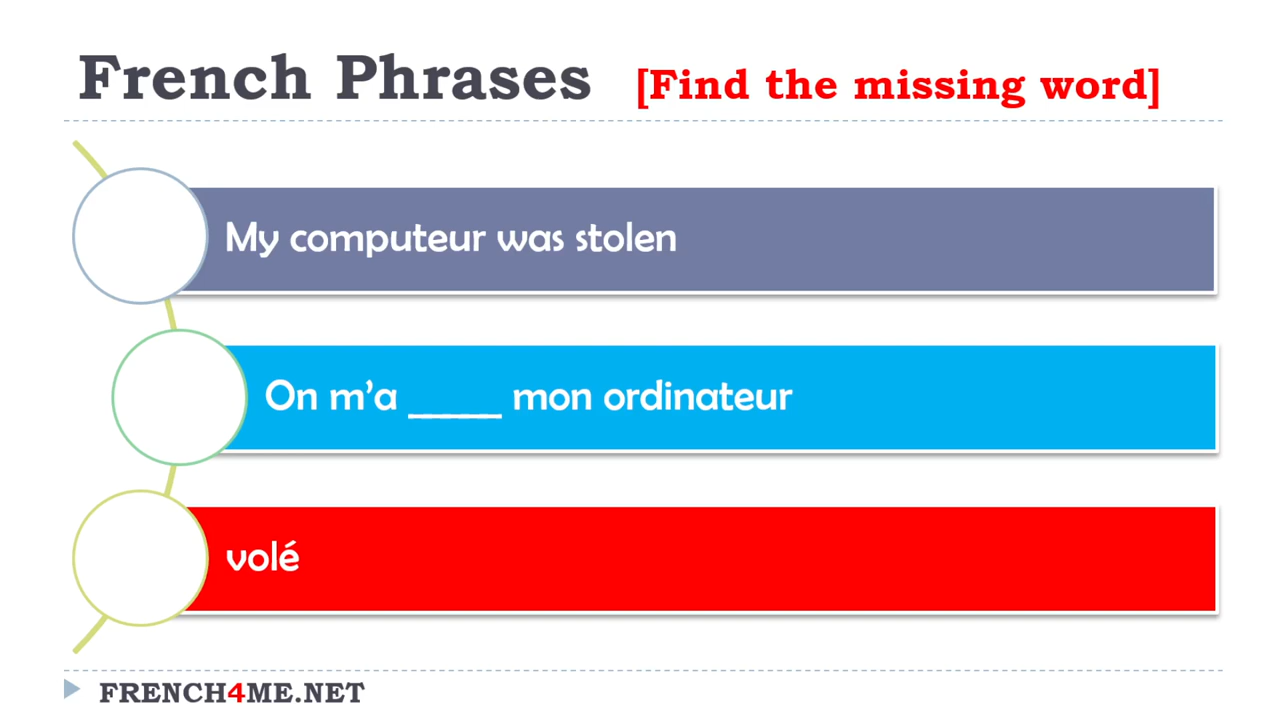 French Phrases [Find the missing word]
My computeur was stolen
On m’a _____ mon ordinateur
volé
FRENCH4ME.NET